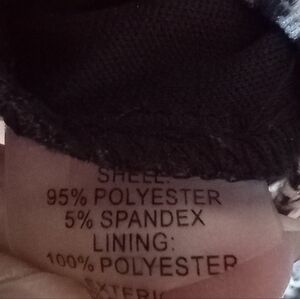 SHELL:
95% POLYESTER
5% SPANDEX
LINING:
100% POLYESTER